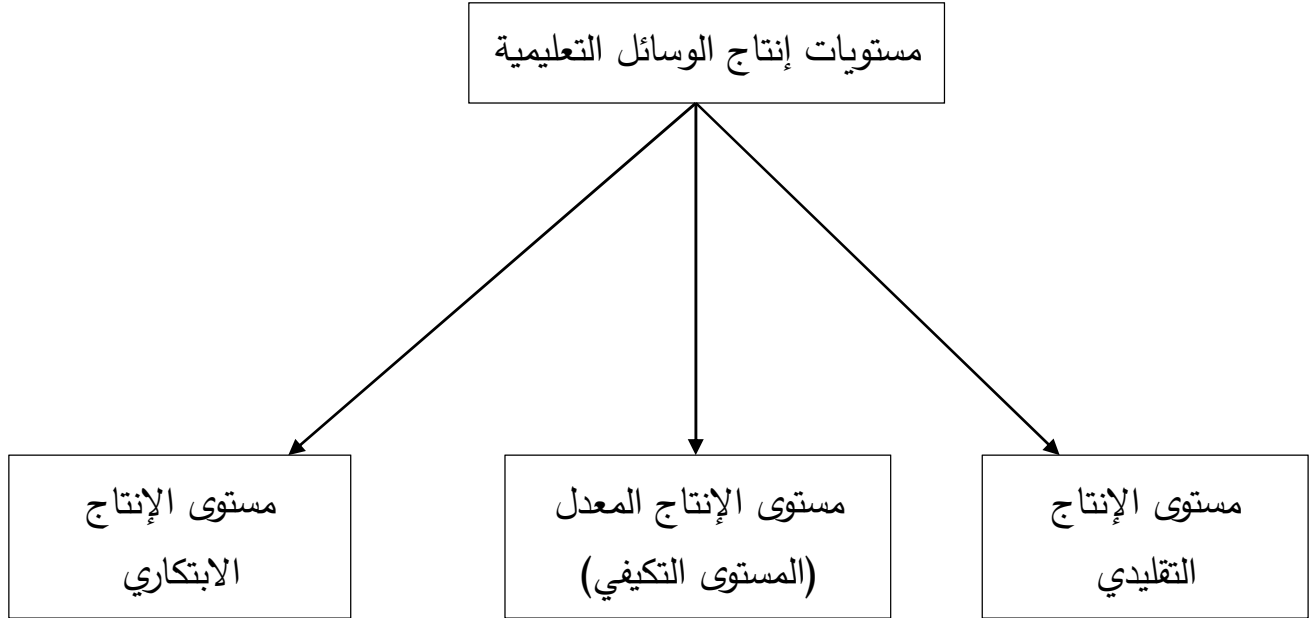 مستويات إنتاج الوسائل التعليمية
مستوى الإنتاج
التقليدي
مستوى الإنتاج المعدل
(المستوى التكيفي)
مستوى الإنتاج
الابتكاري